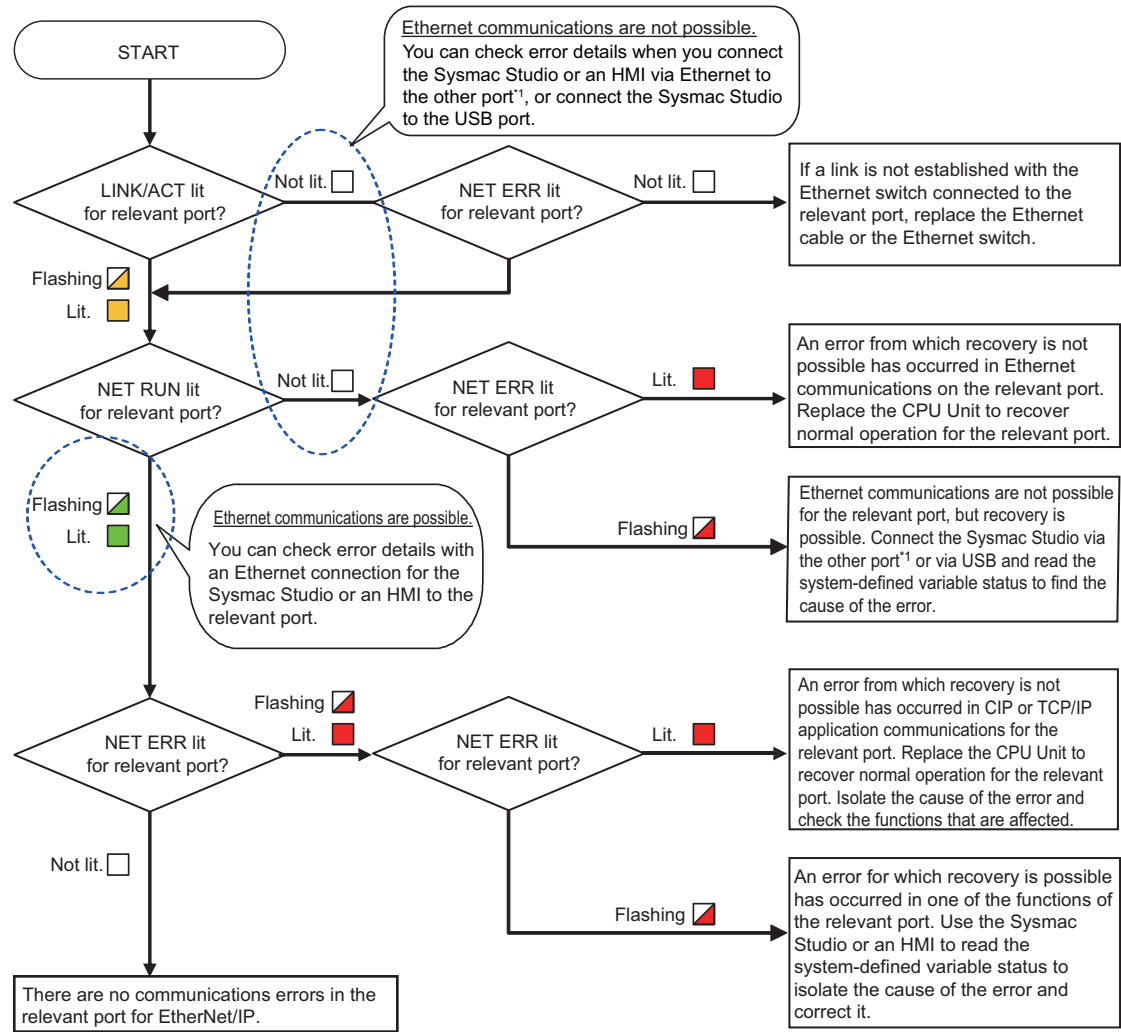 START
Ethernet communications are not possible.
You can check error details when you connect
the Sysmac Studio or an HMI via Ethernet to
the other port*1, or connect the Sysmac Studio
to the USB port.
LINK/ACT lit
for relevant port?
Not lit.
NET ERR lit
for relevant port?
Not lit.
If a link is not established with the
Ethernet switch connected to the
relevant port, replace the Ethernet
cable or the Ethernet switch.
Flashing
Lit.
NET RUN lit
for relevant port?
Not lit.
NET ERR lit
for relevant port?
Lit.
An error from which recovery is not
possible has occurred in Ethernet
communications on the relevant port.
Replace the CPU Unit to recover
normal operation for the relevant port.
Flashing
Lit.
Ethernet communications are possible.
You can check error details with
an Ethernet connection for the
Sysmac Studio or an HMI to the
relevant port.
Flashing
Ethernet communications are not possible
for the relevant port, but recovery is
possible. Connect the Sysmac Studio via
the other port*1 or via USB and read the
system-defined variable status to find the
cause of the error.
NET ERR lit
for relevant port?
Flashing
Lit.
NET ERR lit
for relevant port?
Lit.
An error from which recovery is not
possible has occurred in CIP or TCP/IP
application communications for the
relevant port. Replace the CPU Unit to
recover normal operation for the relevant
port. Isolate the cause of the error and
check the functions that are affected.
Not lit.
Flashing
An error for which recovery is possible
has occurred in one of the functions of
the relevant port. Use the Sysmac
Studio or an HMI to read the
system-defined variable status to
isolate the cause of the error and
correct it.
There are no communications errors in the
relevant port for EtherNet/IP.